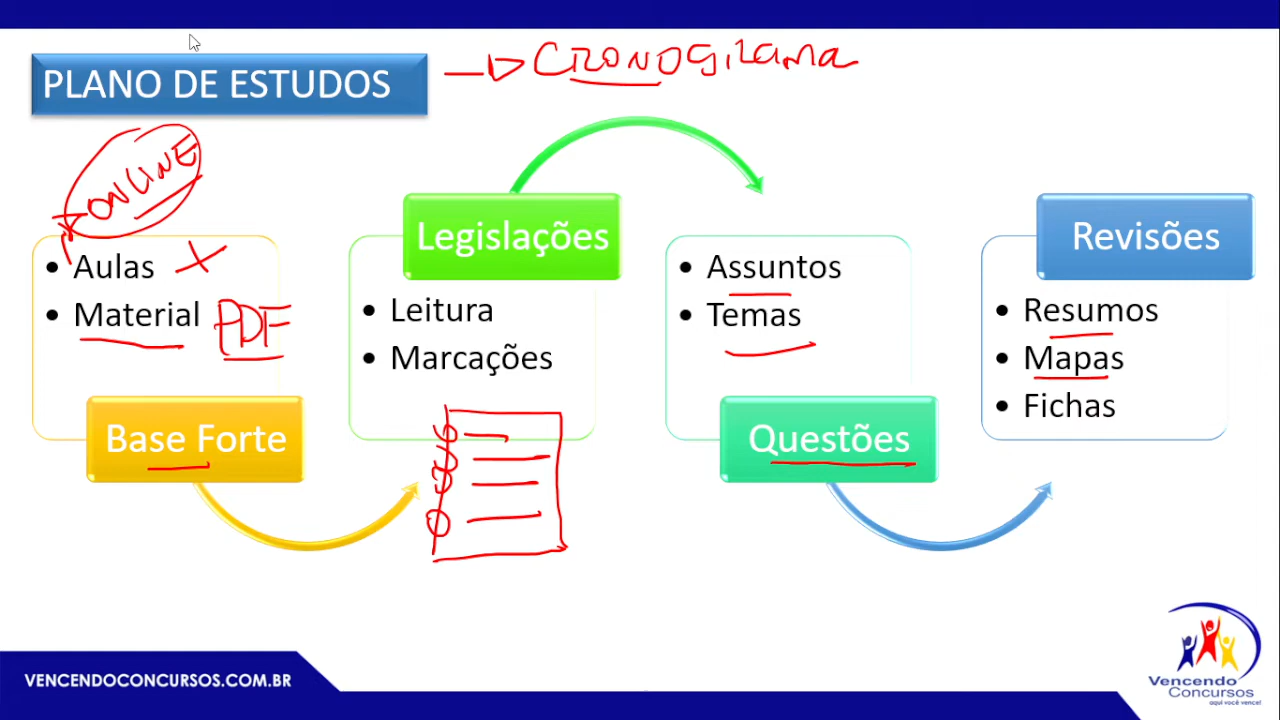 PLANO DE ESTUDOS
CRONOGRAMA
ONLINE
• Aulas
• Material PDF
Base Forte
Legislações
• Leitura
• Marcações
• Assuntos
• Temas
Questões
Revisões
• Resumos
• Mapas
• Fichas
VENCENDOCONCURSOS.COM.BR
Vencendo
Concursos
aqui você vence!